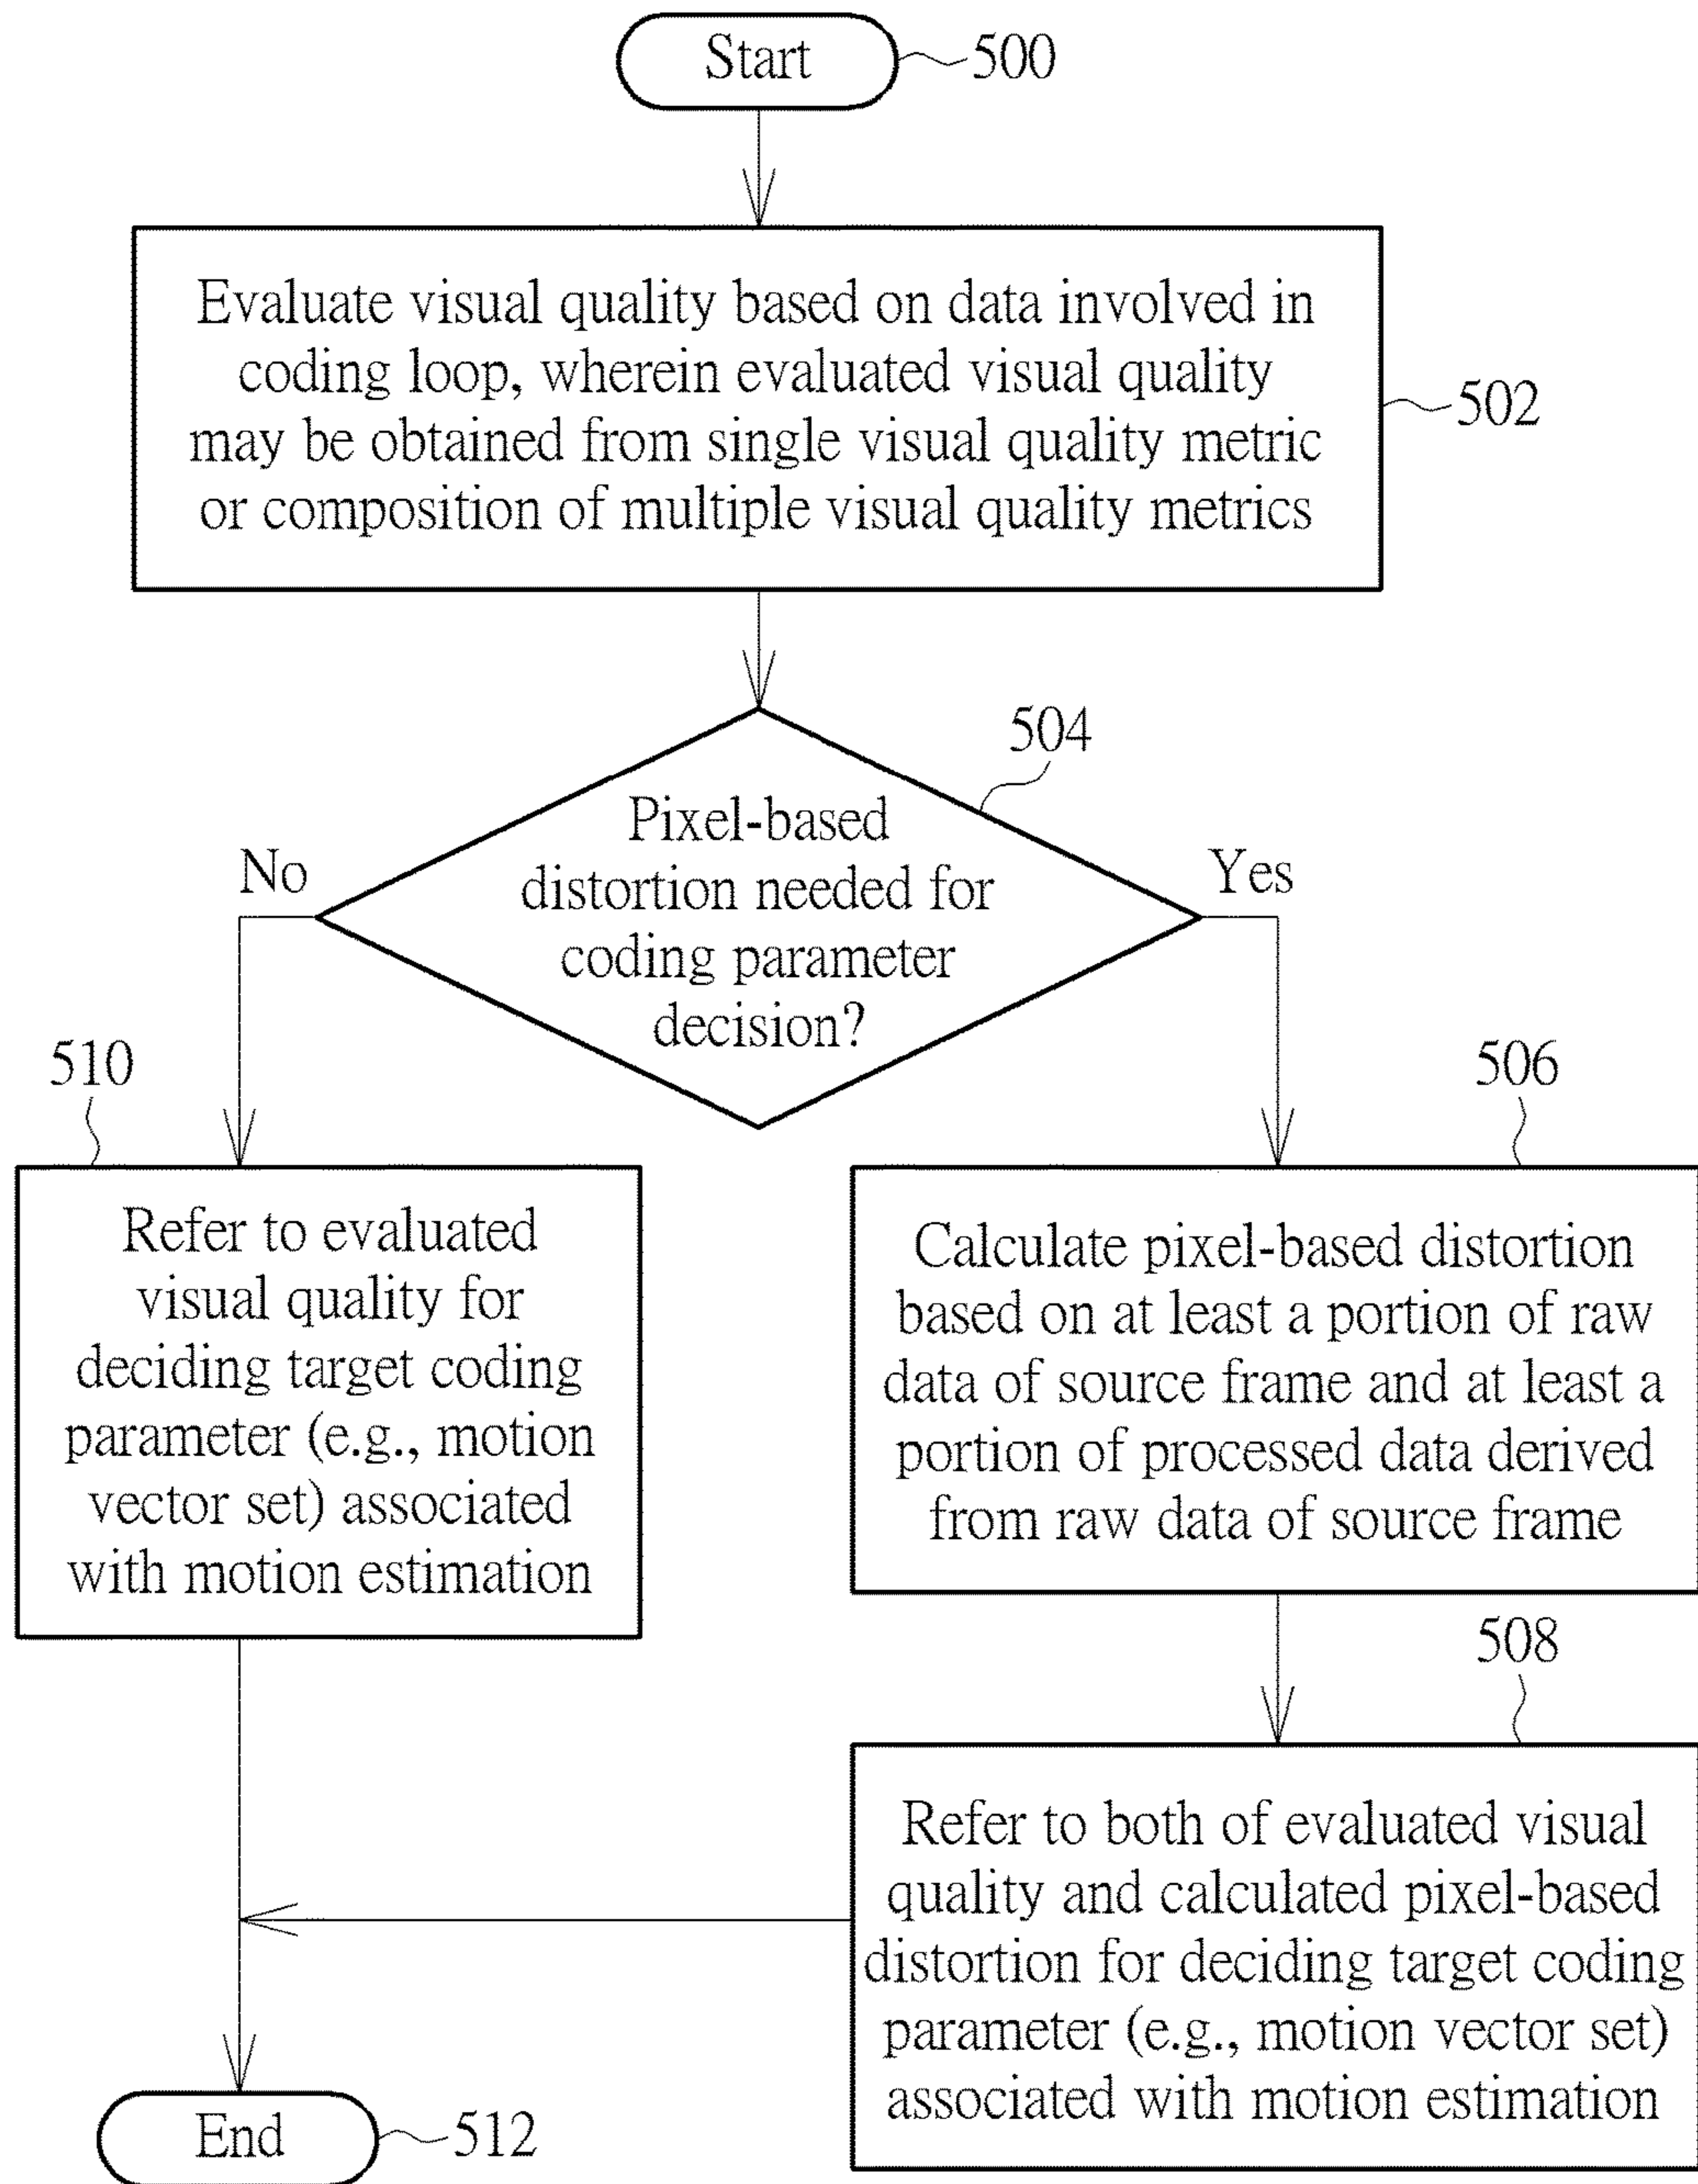 Start
500
Evaluate visual quality based on data involved in
coding loop, wherein evaluated visual quality
may be obtained from single visual quality metric
or composition of multiple visual quality metrics
502
504
Pixel-based
distortion needed for
coding parameter
decision?
No
Yes
510
Refer to evaluated
visual quality for
deciding target coding
parameter (e.g., motion
vector set) associated
with motion estimation
506
Calculate pixel-based distortion
based on at least a portion of raw
data of source frame and at least a
portion of processed data derived
from raw data of source frame
508
Refer to both of evaluated visual
quality and calculated pixel-based
distortion for deciding target coding
parameter (e.g., motion vector set)
associated with motion estimation
End
512